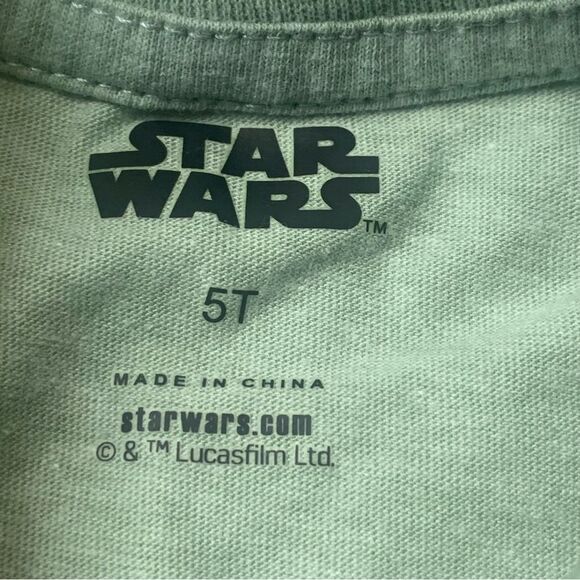 STAR
WARS™
5T
MADE IN CHINA
starwars.com
© & ™ Lucasfilm Ltd.